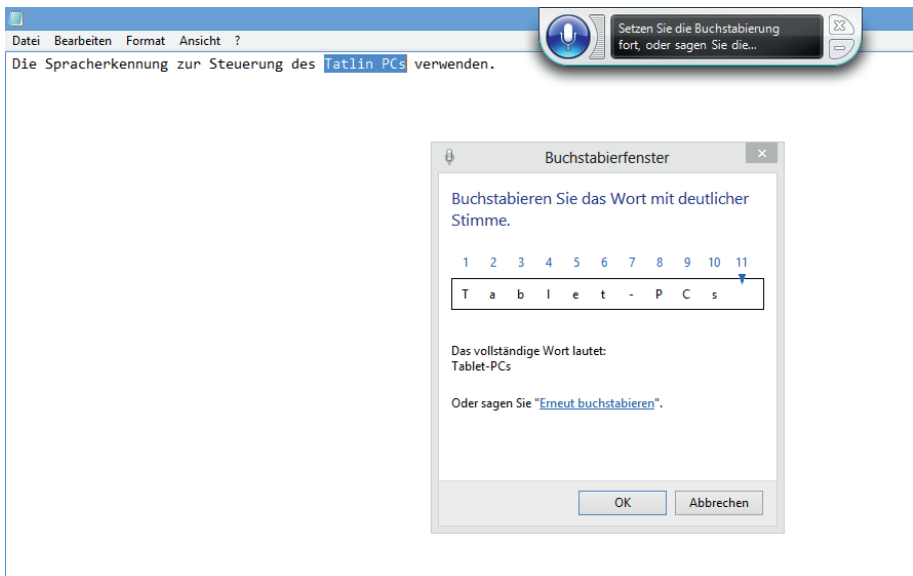 Setzen Sie die Buchstabierung
fort, oder sagen Sie die...
Datei Bearbeiten Format Ansicht ?
Die Spracherkennung zur Steuerung des Tatlin PCs verwenden.
Buchstabierfenster
Buchstabieren Sie das Wort mit deutlicher
Stimme.
1 2 3 4 5 6 7 8 9 10 11
T a b l e t - P C s
Das vollständige Wort lautet:
Tablet-PCs
Oder sagen Sie "Erneut buchstabieren".
OK Abbrechen